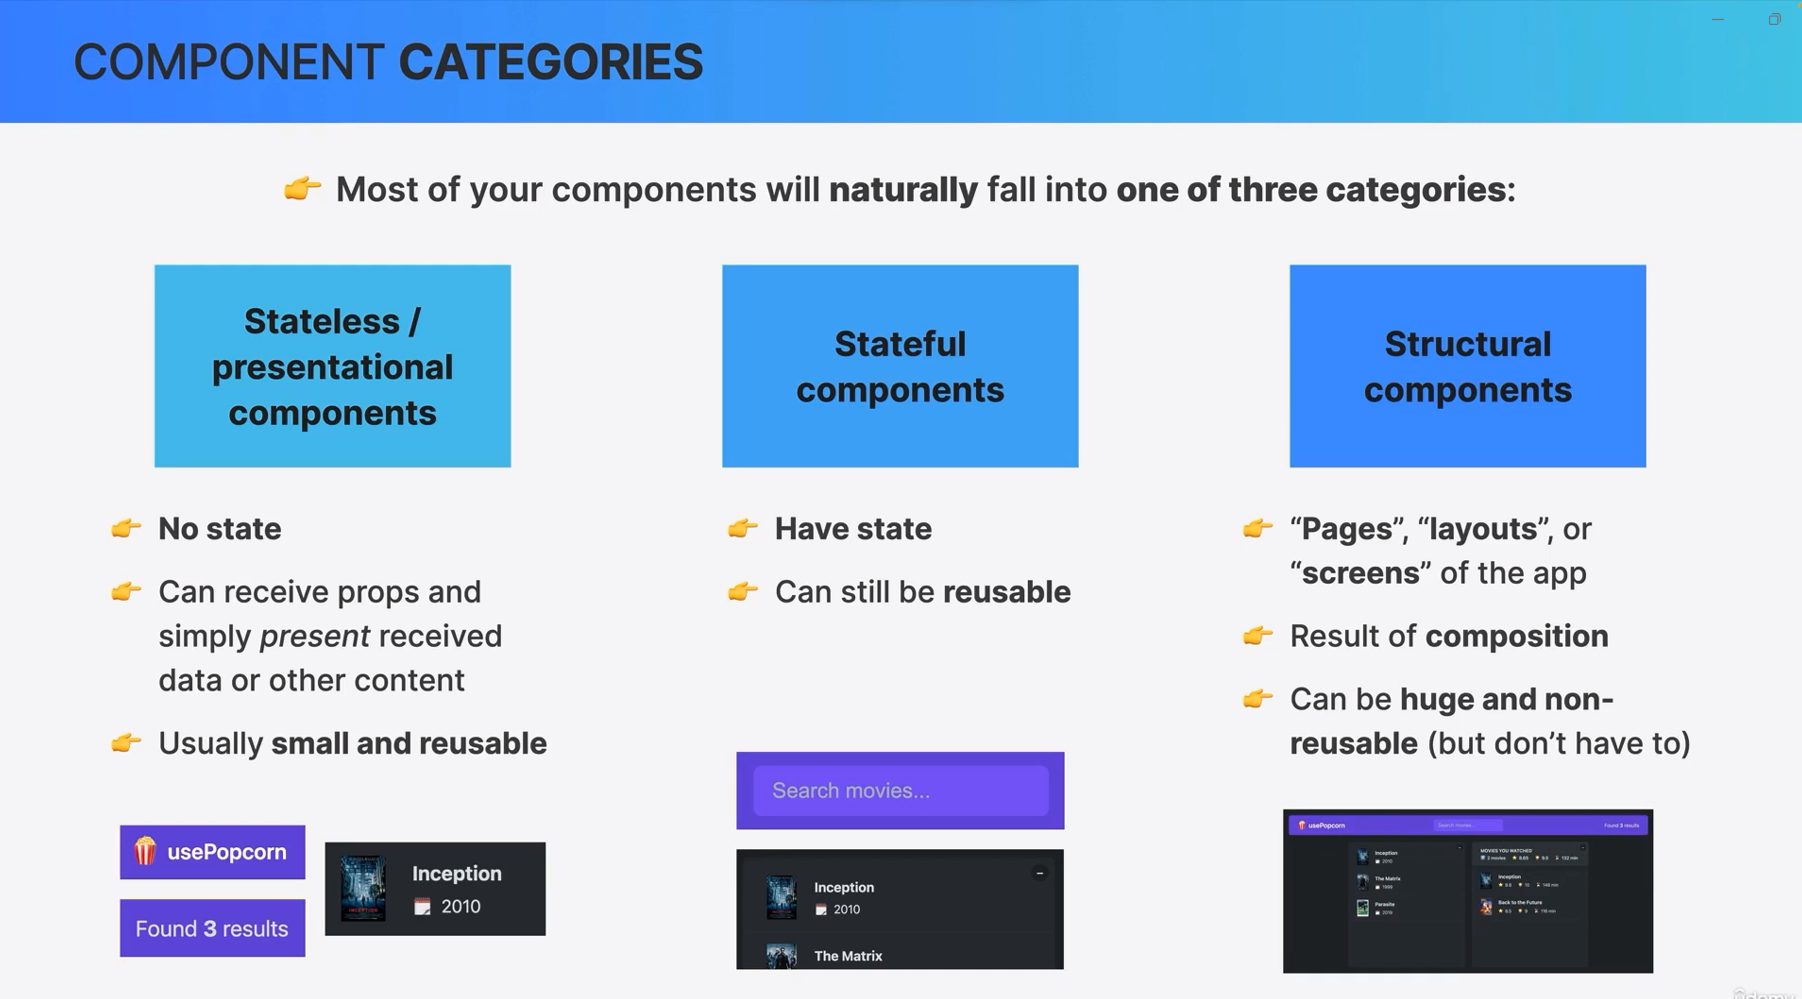 COMPONENT CATEGORIES
👉 Most of your components will naturally fall into one of three categories:
Stateless /
presentational
components
👉 No state
👉 Can receive props and
simply present received
data or other content
👉 Usually small and reusable
🍿 usePopcorn
Found 3 results
Inception
2010
Stateful
components
👉 Have state
👉 Can still be reusable
Search movies...
Inception
2010
The Matrix
Structural
components
👉 “Pages”, “layouts”, or
“screens” of the app
👉 Result of composition
👉 Can be huge and non-
reusable (but don’t have to)
🍿 usePopcorn
Search movies...
Found 3 results
Inception
2010
The Matrix
1999
Parasite
2019
MOVIES YOU WATCHED
2 movies
Inception
Back to the Future